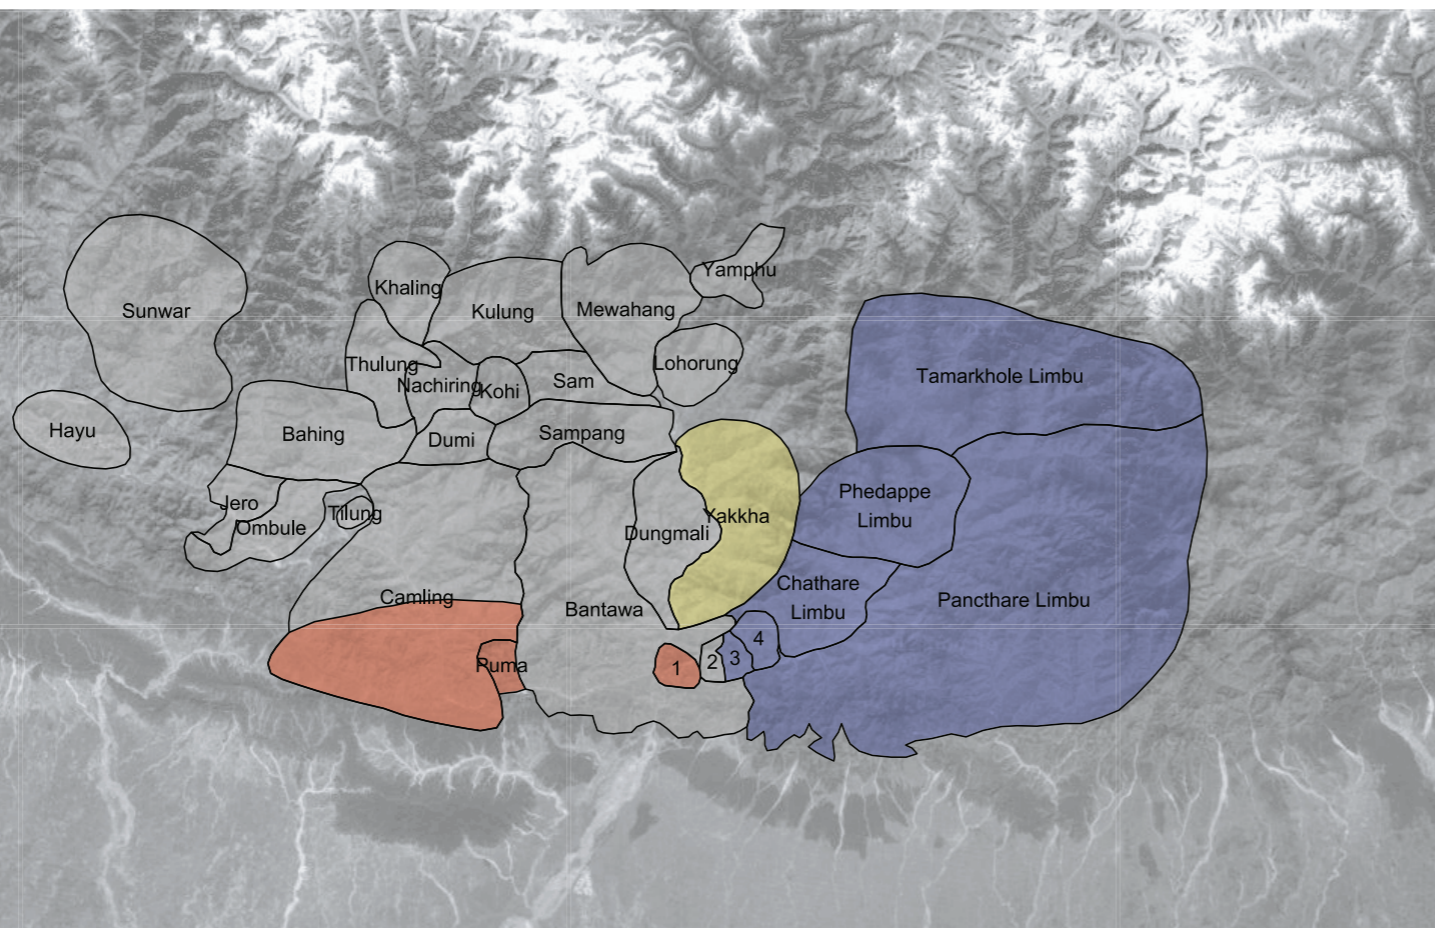 Yamphu
Khaling
Sunwar
Kulung
Mewahang
Thulung
Lohorung
Nachiring
Kohi
Sam
Tamarkhole Limbu
Hayu
Bahing
Dumi
Sampang
Jero
Ombule
Tilung
Dungmali
Yakkha
Phedappe
Limbu
Camling
Bantawa
Chathare
Limbu
Pancthare Limbu
Puma
1
2
3
4